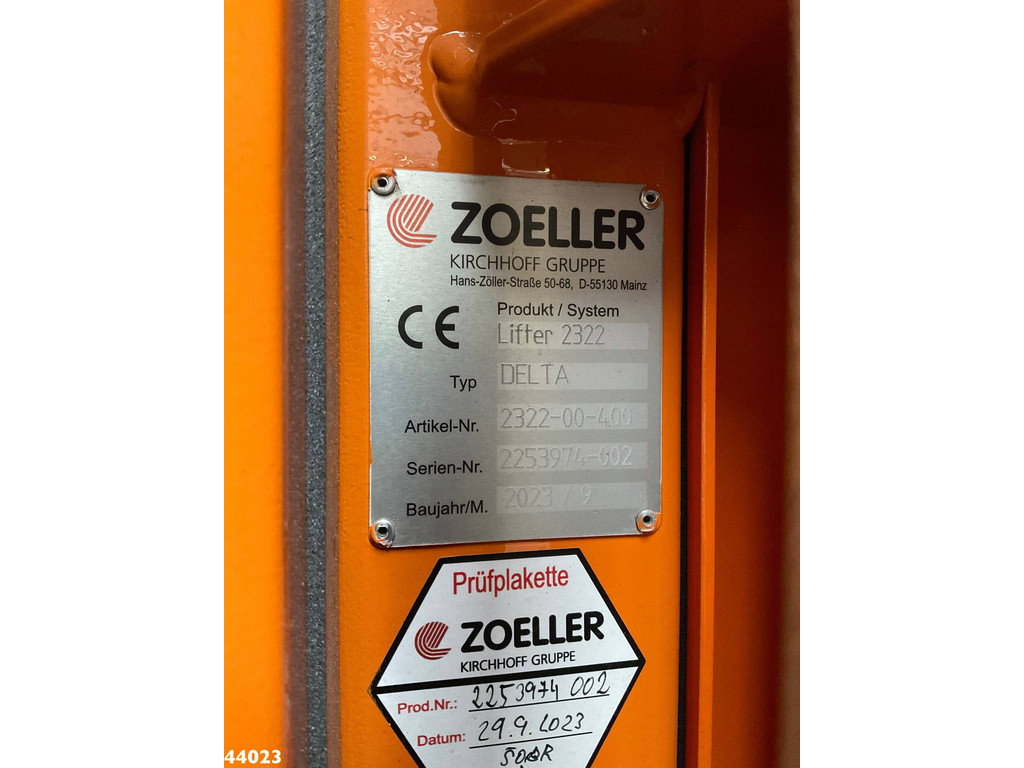 ZOELLER
KIRCHHOFF GRUPPE
Hans-Zöller-Straße 50-68, D-55130 Mainz
CE
Produkt / System
Lifter 2322
Typ DELTA
Artikel-Nr. 2322-00-400
Serien-Nr. 2253974-002
Baujahr/M. 2023 / 9
Prüfplakette
ZOELLER
KIRCHHOFF GRUPPE
Prod.Nr.: 2253974 002
Datum: 29.9.2023
44023